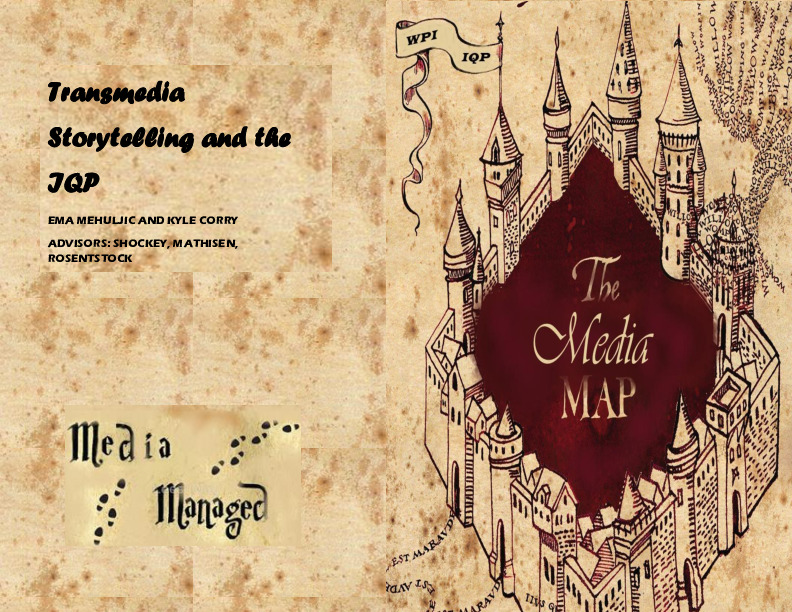 Transmedia
Storytelling and the
IQP
EMA MEHULJIC AND KYLE CORRY
ADVISORS: SHOCKEY, MATHISEN,
ROSENTSTOCK
Media
Managed
WPI
IQP
The
Media
MAP